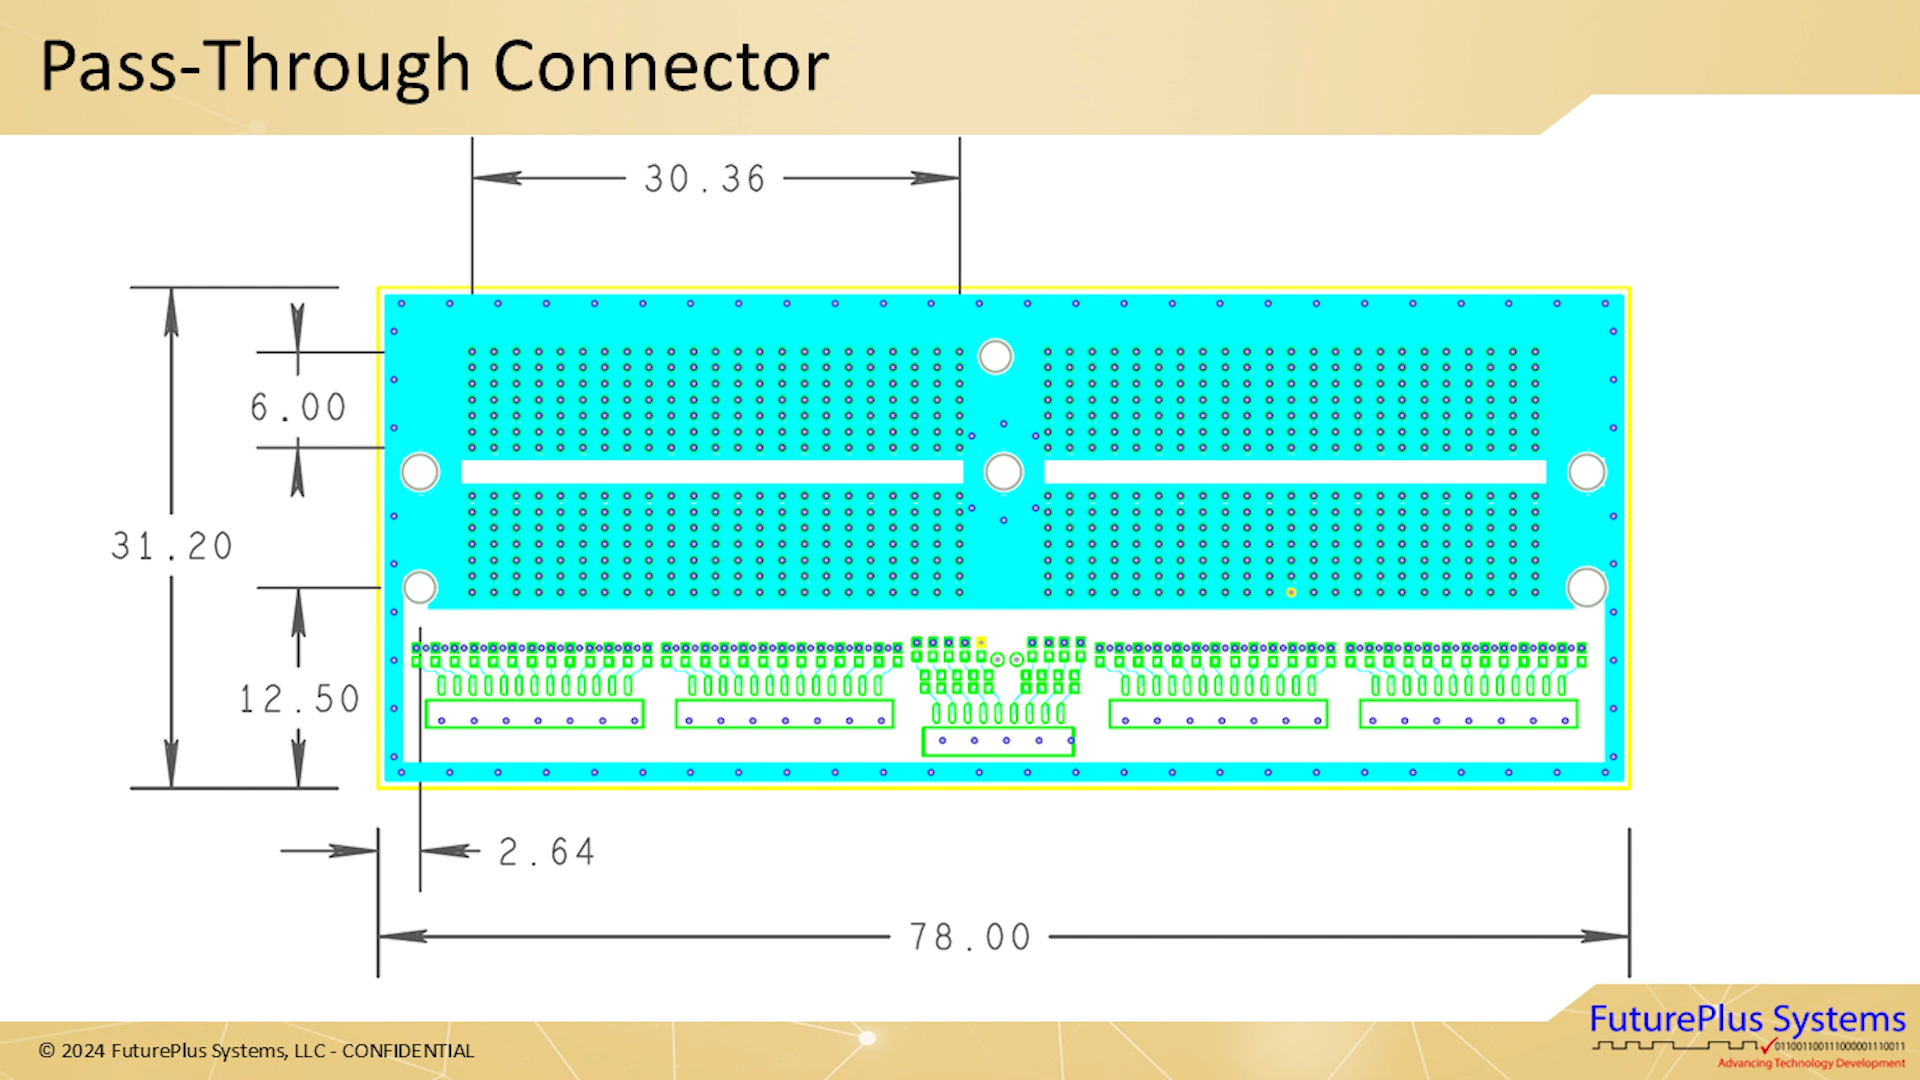 Pass-Through Connector
30.36
6.00
31.20
12.50
2.64
78.00
FuturePlus Systems
0110011001110000011110011
Advancing Technology Development
© 2024 FuturePlus Systems, LLC - CONFIDENTIAL